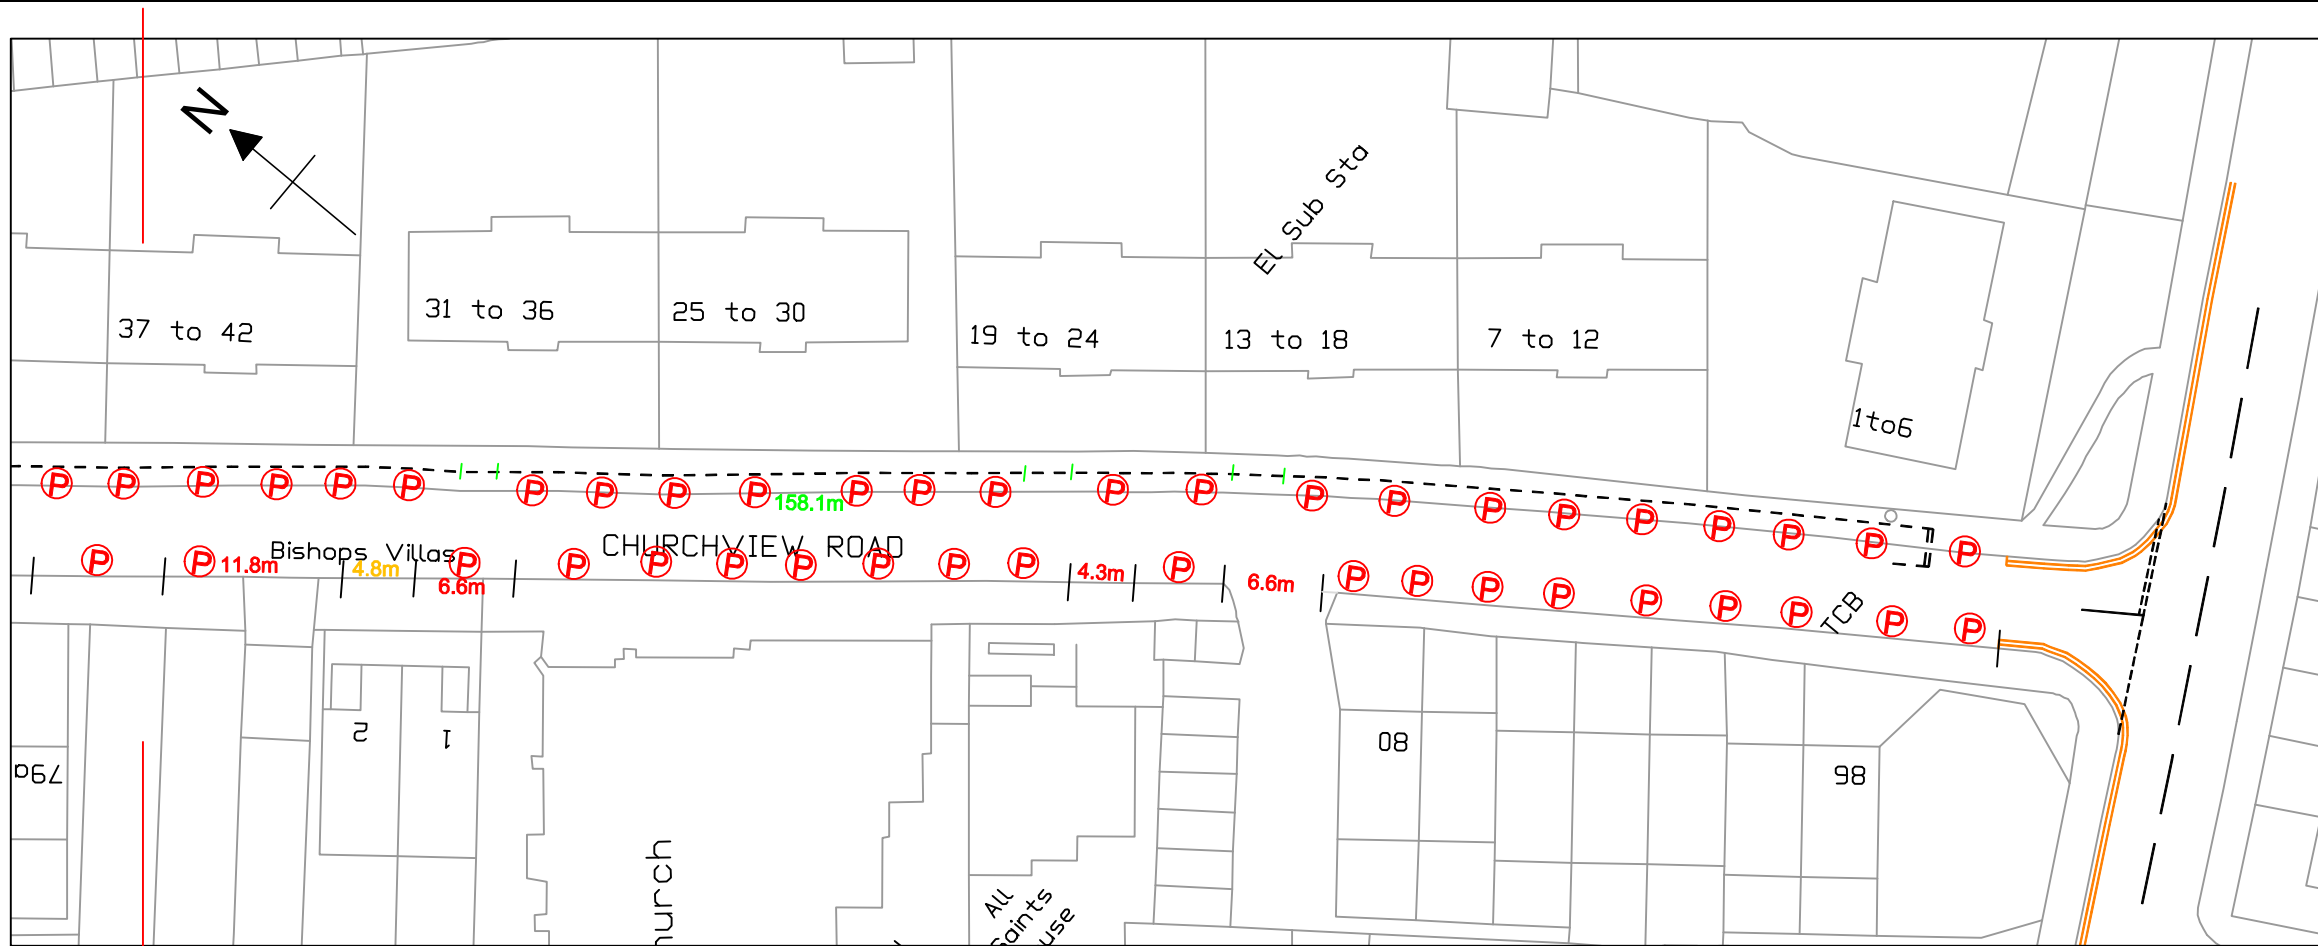 N
El Sub Sta
37 to 42
31 to 36
25 to 30
19 to 24
13 to 18
7 to 12
1to6
P P P P P P P P P P P P P P P P P P P P P P P P
158.1m
CHURCHVIEW ROAD
Bishops Villas
P P P P P P P P P P P P P P P P P P P P
11.8m
4.8m
6.6m
4.3m
6.6m
TCB
2
1
79a
80
86
hurch
All
Saints
use